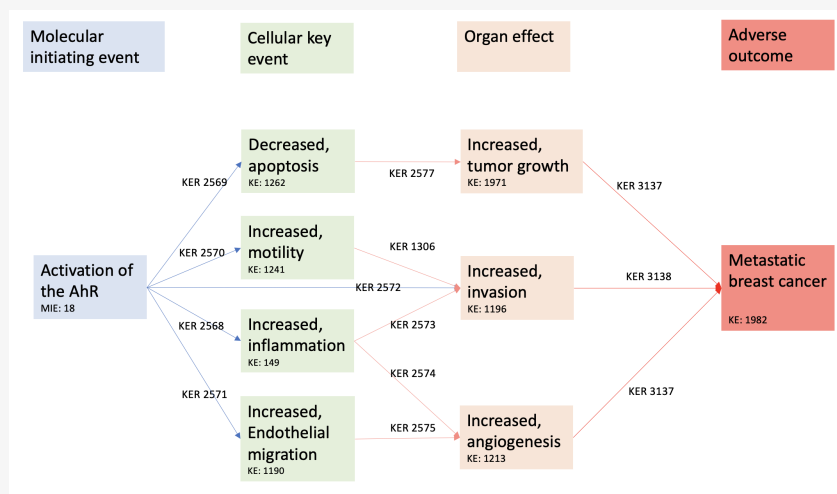 Molecular
initiating event
Cellular key
event
Organ effect
Adverse
outcome
Decreased,
apoptosis
KE: 1262
Increased,
tumor growth
KE: 1971
KER 2569
KER 2577
KER 3137
Increased,
motility
KE: 1241
KER 2570
KER 1306
Activation of
the AhR
MIE: 18
Increased,
invasion
KE: 1196
KER 2572
KER 3138
Metastatic
breast cancer
KE: 1982
Increased,
inflammation
KE: 149
KER 2568
KER 2573
KER 2574
KER 2571
Increased,
Endothelial
migration
KE: 1190
KER 2575
Increased,
angiogenesis
KE: 1213
KER 3137